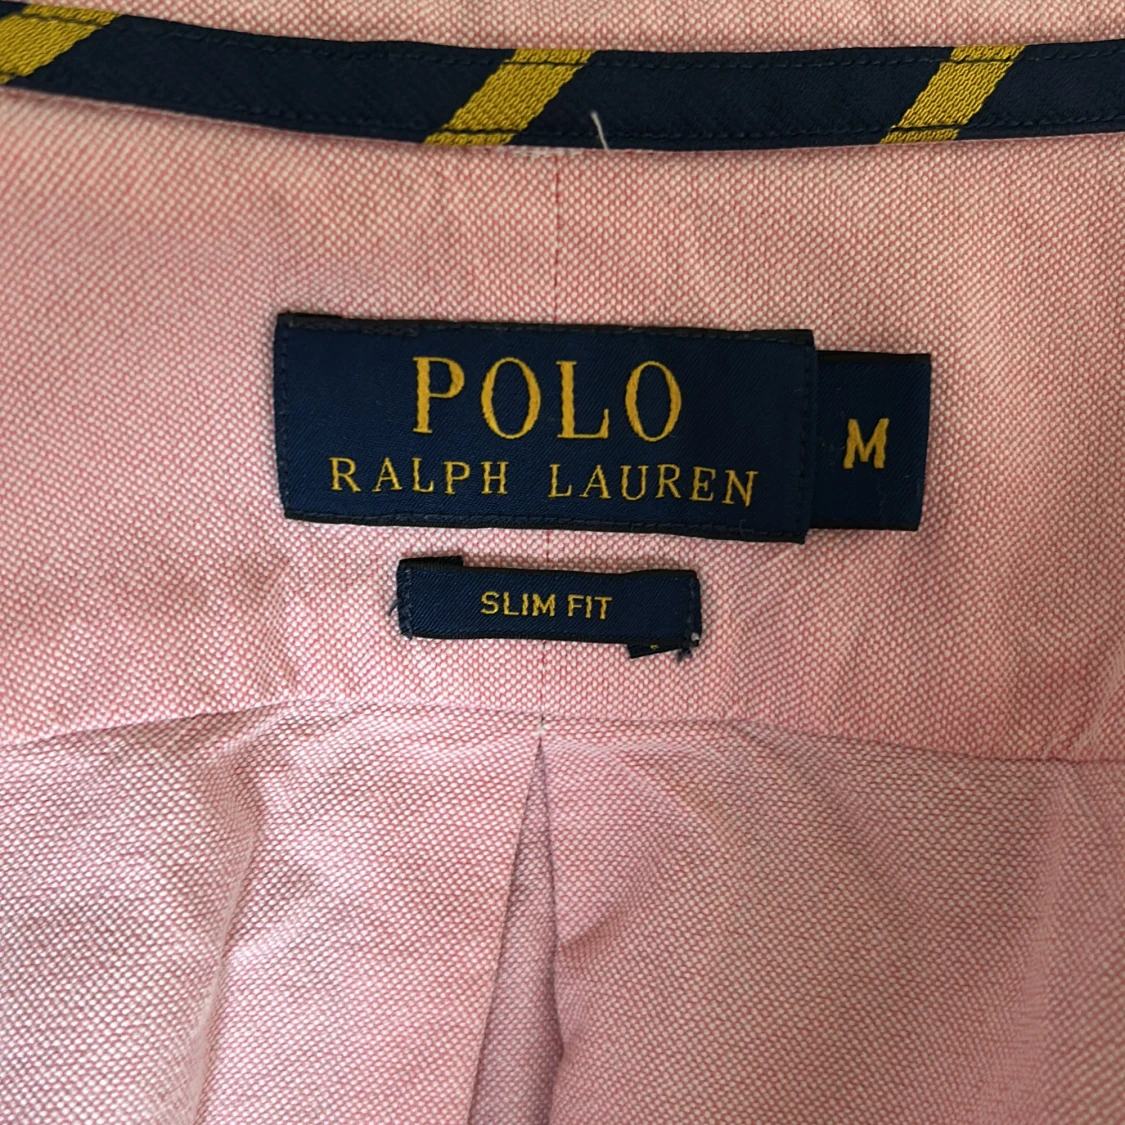 POLO
RALPH LAUREN
M
SLIM FIT